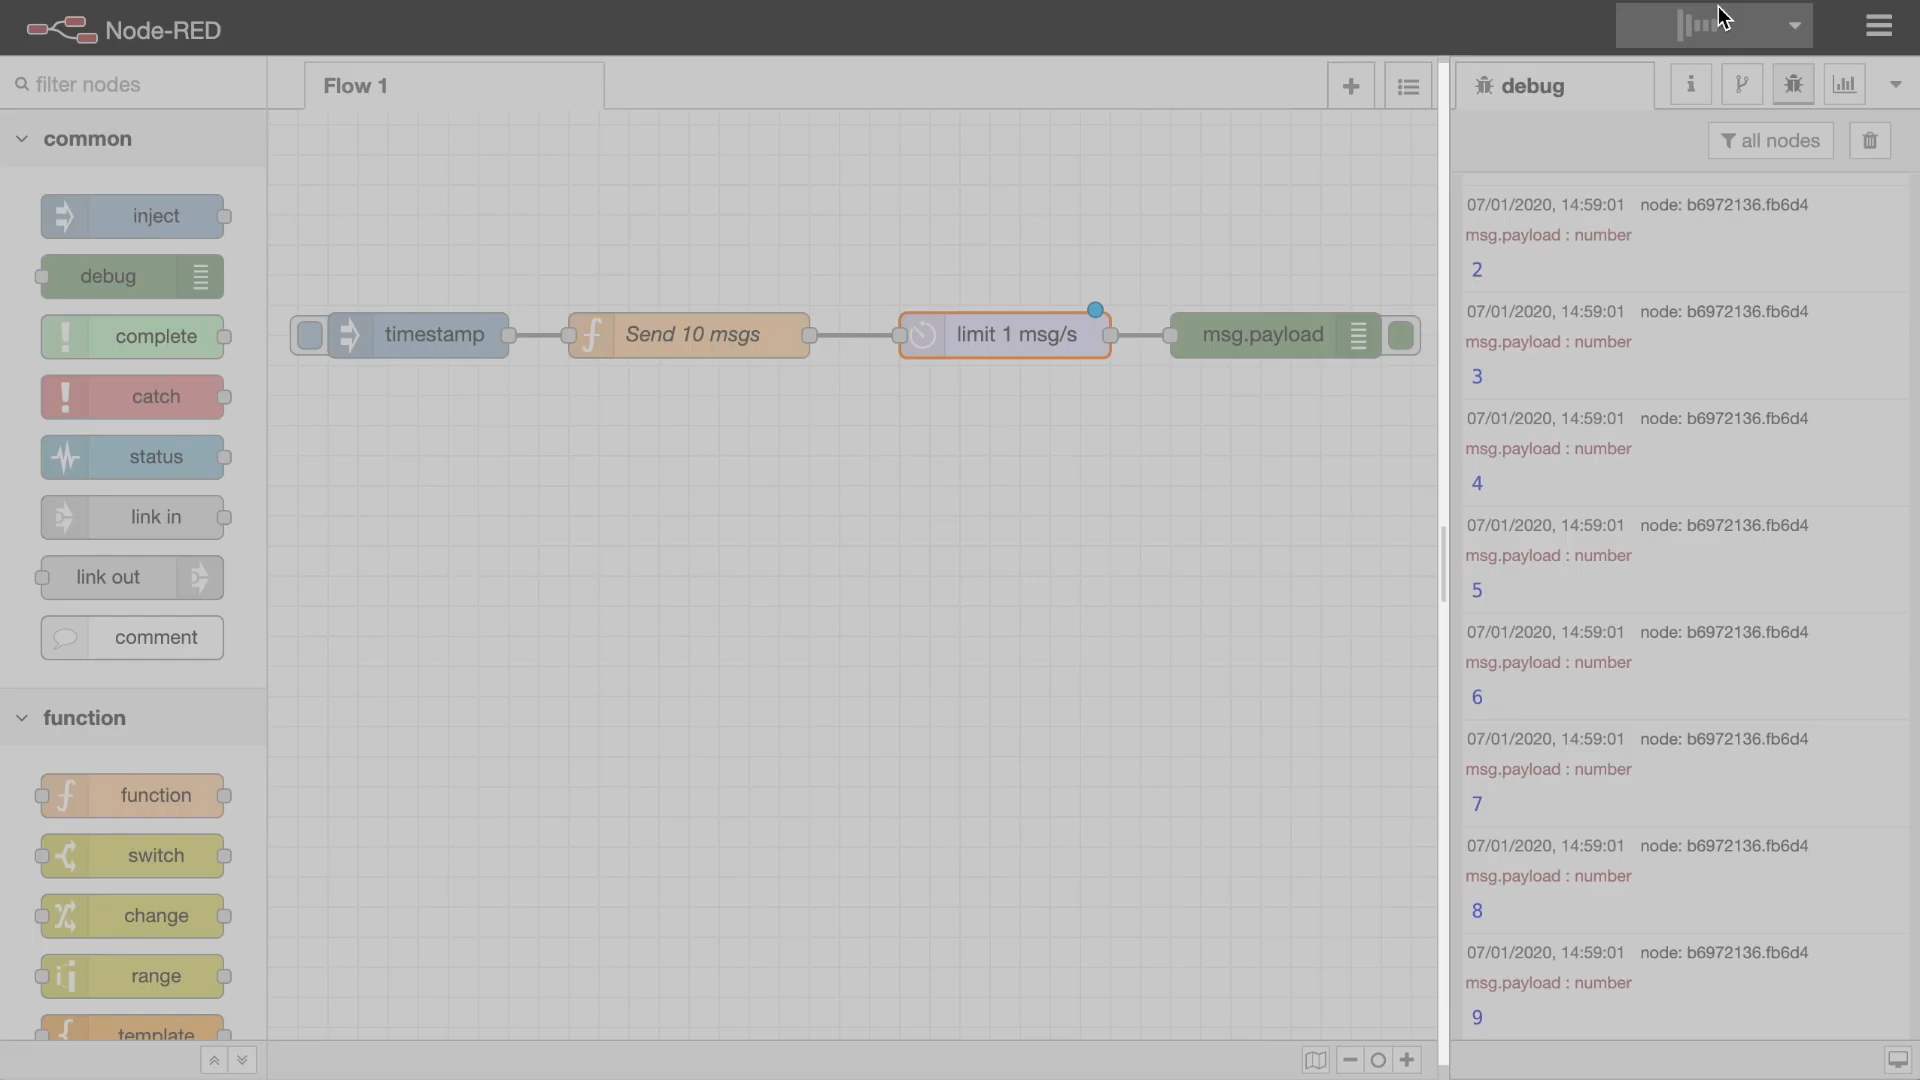 Node-RED
filter nodes
Flow 1
debug
common
all nodes
inject
debug
complete
catch
status
link in
link out
comment
function
function
switch
change
range
template
timestamp
Send 10 msgs
limit 1 msg/s
msg.payload
07/01/2020, 14:59:01 node: b6972136.fb6d4
msg.payload : number
2
07/01/2020, 14:59:01 node: b6972136.fb6d4
msg.payload : number
3
07/01/2020, 14:59:01 node: b6972136.fb6d4
msg.payload : number
4
07/01/2020, 14:59:01 node: b6972136.fb6d4
msg.payload : number
5
07/01/2020, 14:59:01 node: b6972136.fb6d4
msg.payload : number
6
07/01/2020, 14:59:01 node: b6972136.fb6d4
msg.payload : number
7
07/01/2020, 14:59:01 node: b6972136.fb6d4
msg.payload : number
8
07/01/2020, 14:59:01 node: b6972136.fb6d4
msg.payload : number
9